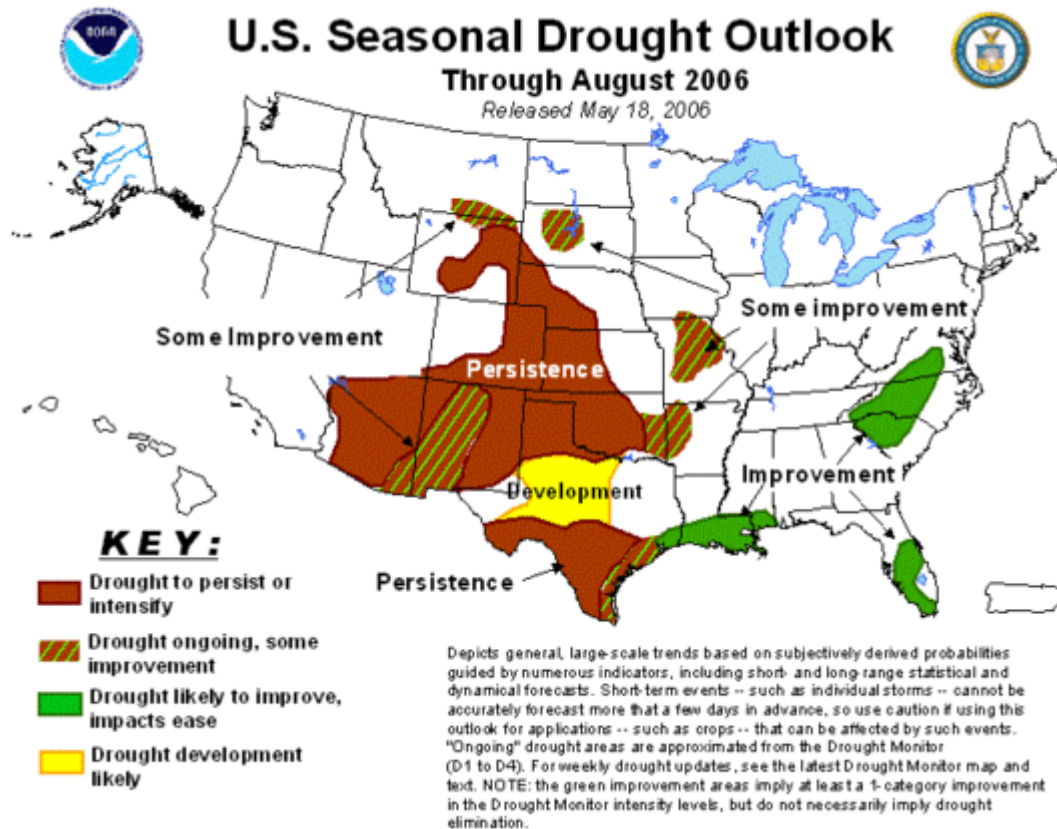 NOAA
U.S. Seasonal Drought Outlook
Through August 2006
Released May 18, 2006
Some Improvement
Some improvement
Persistence
Improvement
Development
Persistence
KEY:
Drought to persist or
intensify
Drought ongoing, some
improvement
Drought likely to improve,
impacts ease
Drought development
likely
Depicts general, large-scale trends based on subjectively derived probabilities
guided by numerous indicators, including short- and long-range statistical and
dynamical forecasts. Short-term events -- such as individual storms -- cannot be
accurately forecast more that a few days in advance, so use caution if using this
outlook for applications -- such as crops -- that can be affected by such events.
"Ongoing" drought areas are approximated from the Drought Monitor
(D1 to D4). For weekly drought updates, see the latest Drought Monitor map and
text. NOTE: the green improvement areas imply at least a 1-category improvement
in the Drought Monitor intensity levels, but do not necessarily imply drought
elimination.